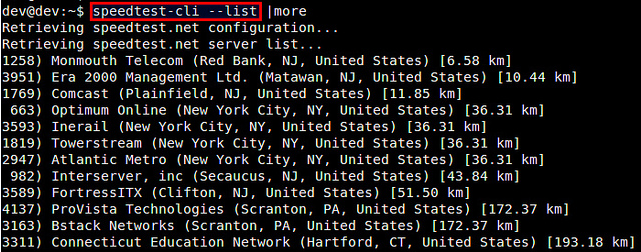 dev@dev:~$ speedtest-cli --list |more
Retrieving speedtest.net configuration...
Retrieving speedtest.net server list...
1258) Monmouth Telecom (Red Bank, NJ, United States) [6.58 km]
3951) Era 2000 Management Ltd. (Matawan, NJ, United States) [10.44 km]
1769) Comcast (Plainfield, NJ, United States) [11.85 km]
663) Optimum Online (New York City, NY, United States) [36.31 km]
3593) Inerail (New York City, NY, United States) [36.31 km]
1819) Towerstream (New York City, NY, United States) [36.31 km]
2947) Atlantic Metro (New York City, NY, United States) [36.31 km]
982) Interserver, inc (Secaucus, NJ, United States) [43.84 km]
3589) FortressITX (Clifton, NJ, United States) [51.50 km]
4137) ProVista Technologies (Scranton, PA, United States) [172.37 km]
3163) Bstack Networks (Scranton, PA, United States) [172.37 km]
3311) Connecticut Education Network (Hartford, CT, United States) [193.18 km]